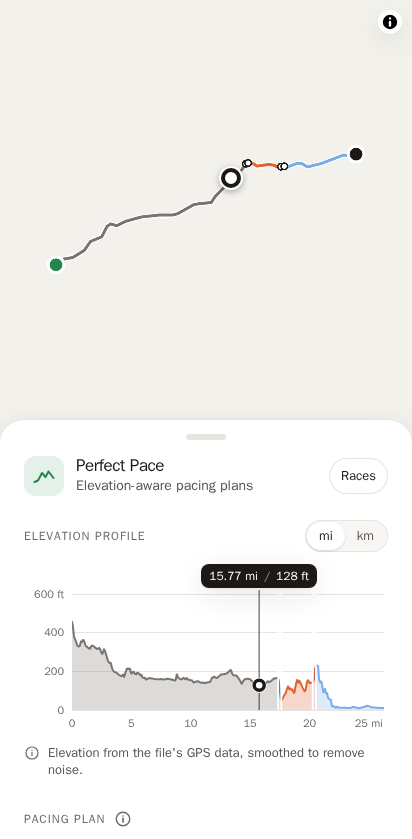 Perfect Pace
Elevation-aware pacing plans
Races
ELEVATION PROFILE
mi
km
15.77 mi / 128 ft
600 ft
400
200
0
0
5
10
15
20
25 mi
Elevation from the file's GPS data, smoothed to remove
noise.
PACING PLAN